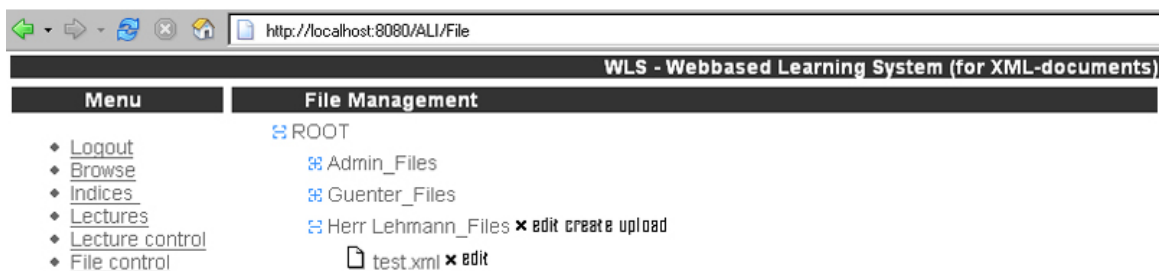 http://localhost:8080/ALI/File
WLS - Webbased Learning System (for XML-documents)
Menu
Logout
Browse
Indices
Lectures
Lecture control
File control
File Management
ROOT
Admin_Files
Guenter_Files
Herr Lehmann_Files edit create upload
test.xml edit